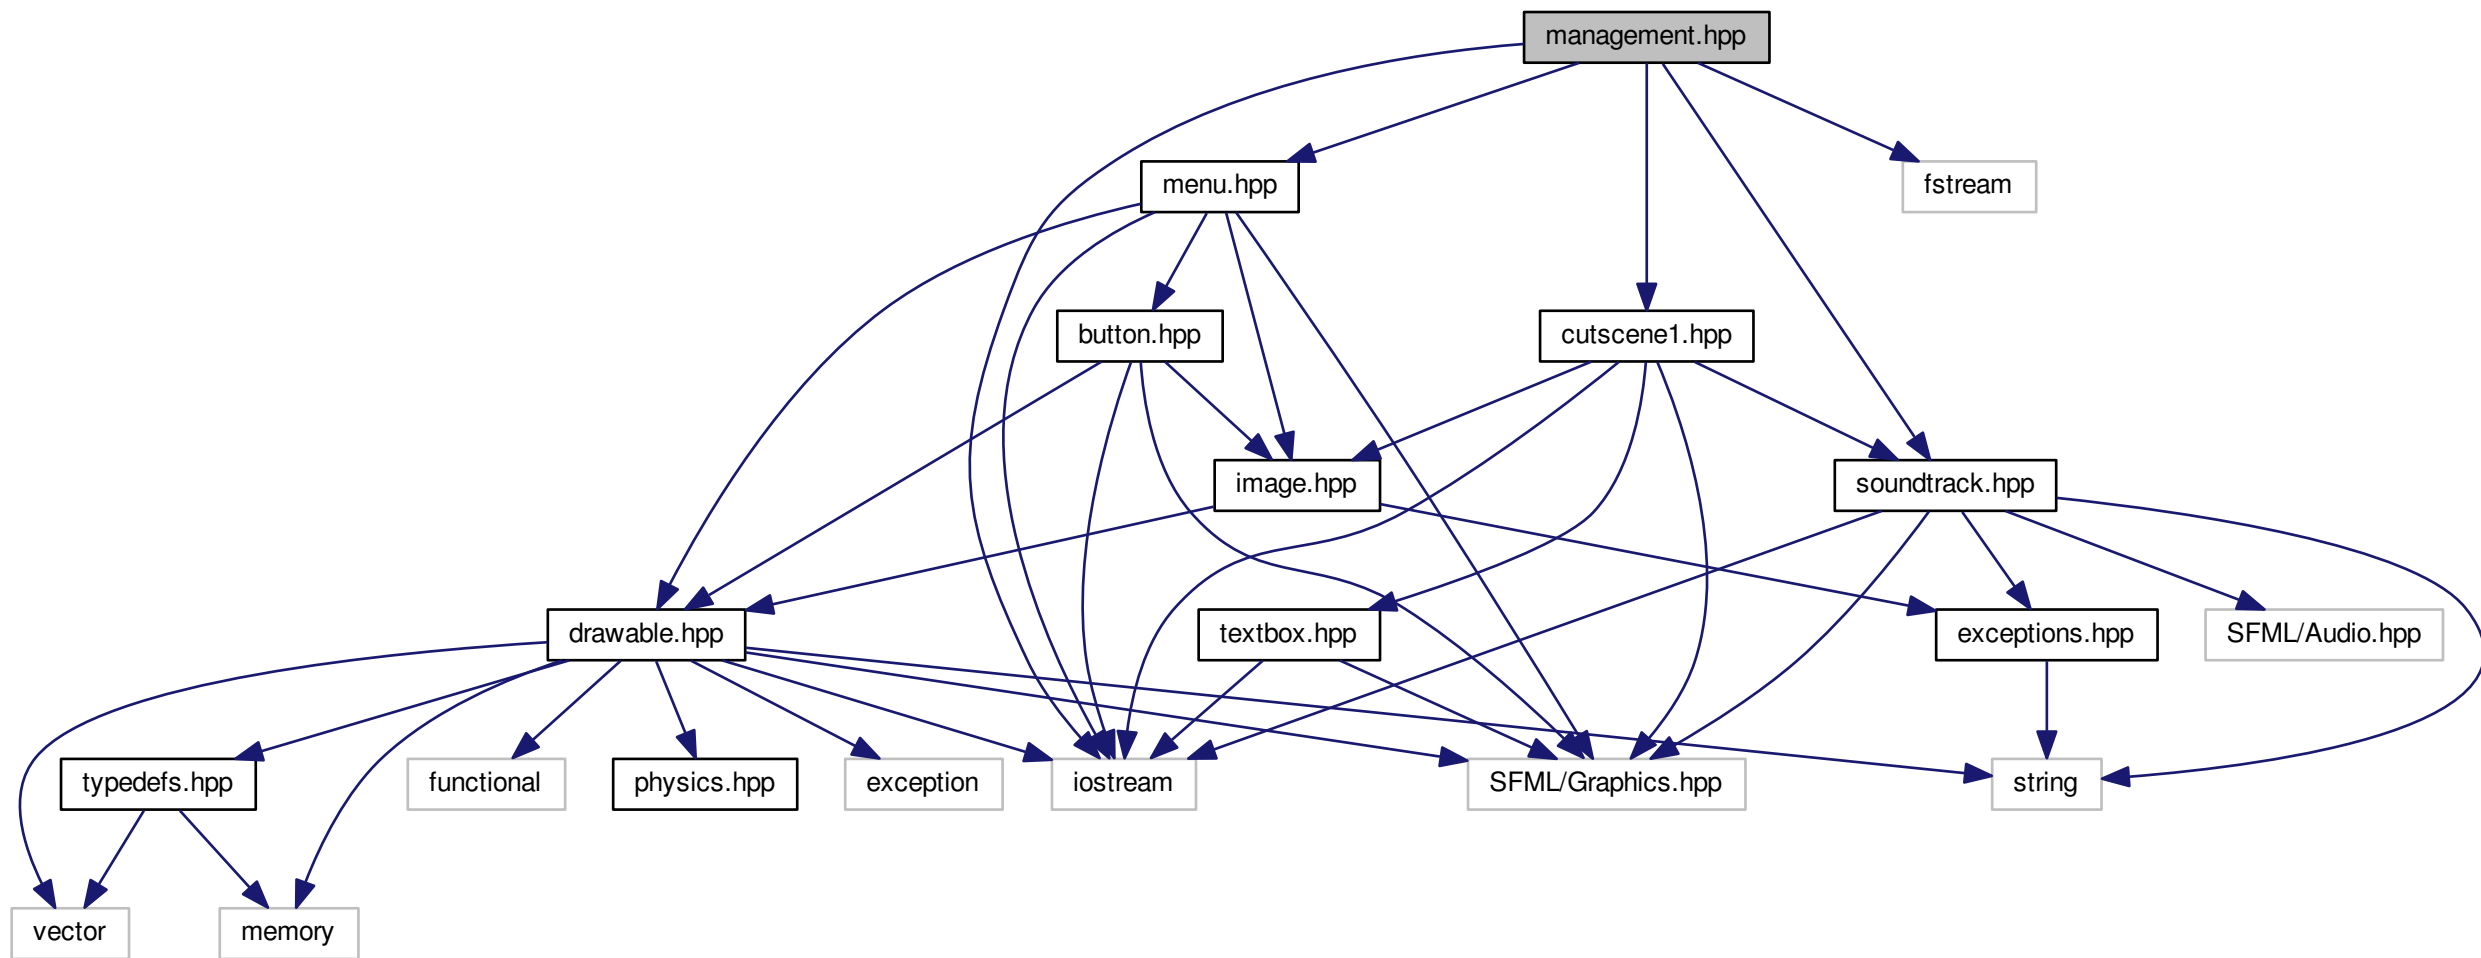 management.hpp
menu.hpp
fstream
button.hpp
cutscene1.hpp
image.hpp
soundtrack.hpp
drawable.hpp
textbox.hpp
exceptions.hpp
SFML/Audio.hpp
typedefs.hpp
functional
physics.hpp
exception
iostream
SFML/Graphics.hpp
string
vector
memory